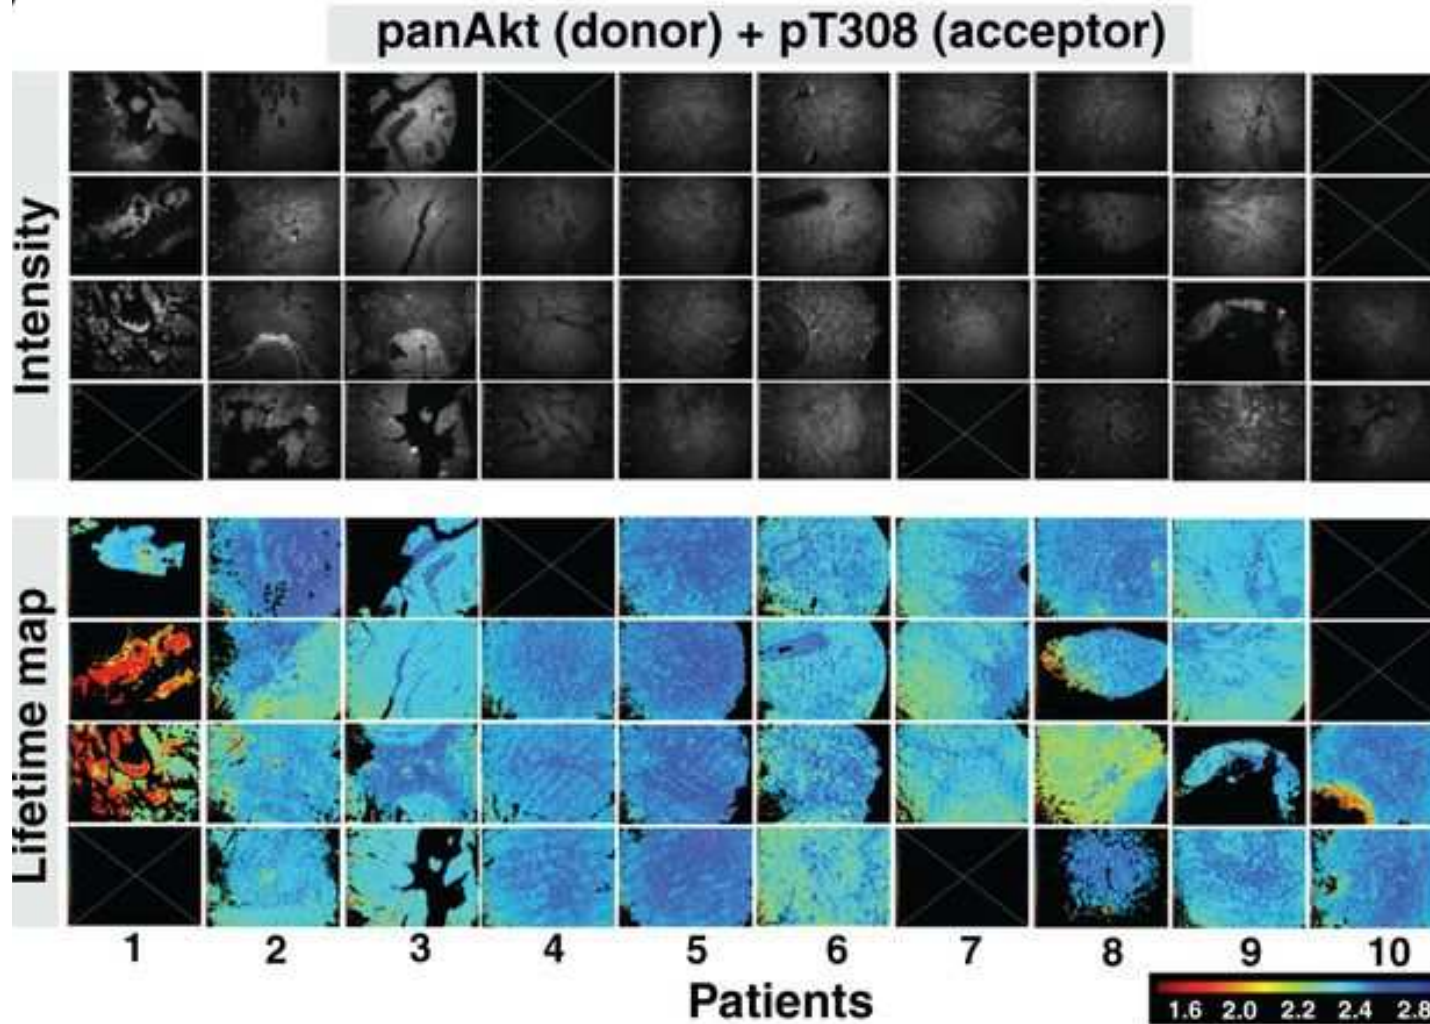 panAkt (donor) + pT308 (acceptor)
Intensity
Lifetime map
1 2 3 4 5 6 7 8 9 10
Patients
1.6 2.0 2.2 2.4 2.8